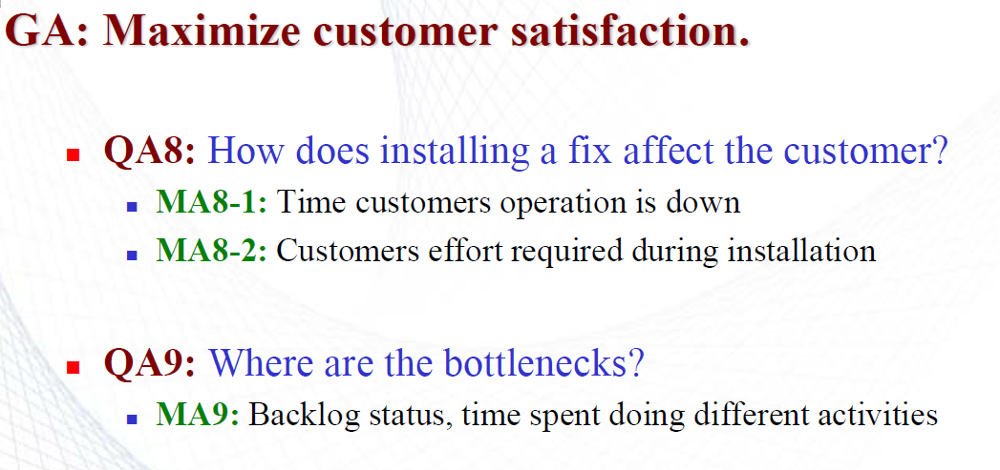 GA: Maximize customer satisfaction.
QA8: How does installing a fix affect the customer?
MA8-1: Time customers operation is down
MA8-2: Customers effort required during installation
QA9: Where are the bottlenecks?
MA9: Backlog status, time spent doing different activities